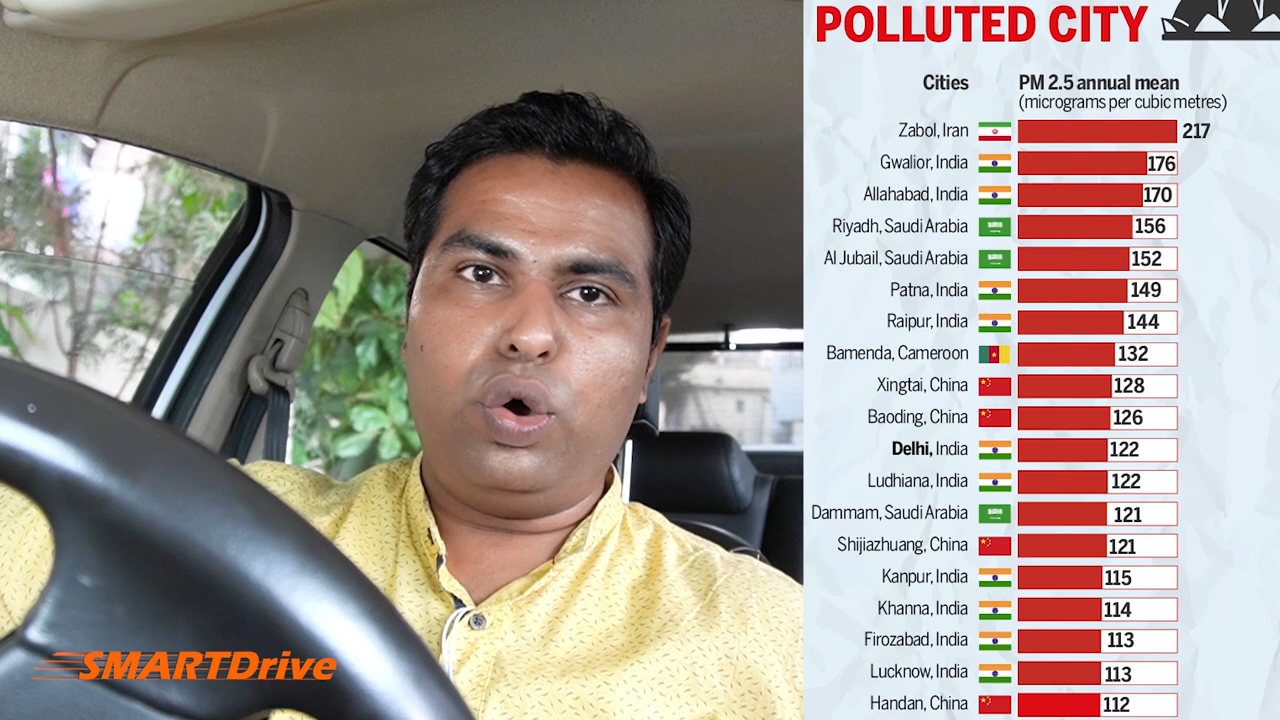 POLLUTED CITY
Cities PM 2.5 annual mean
(micrograms per cubic metres)
Zabol, Iran 217
Gwalior, India 176
Allahabad, India 170
Riyadh, Saudi Arabia 156
Al Jubail, Saudi Arabia 152
Patna, India 149
Raipur, India 144
Bamenda, Cameroon 132
Xingtai, China 128
Baoding, China 126
Delhi, India 122
Ludhiana, India 122
Dammam, Saudi Arabia 121
Shijiazhuang, China 121
Kanpur, India 115
Khanna, India 114
Firozabad, India 113
Lucknow, India 113
Handan, China 112
SMARTDrive